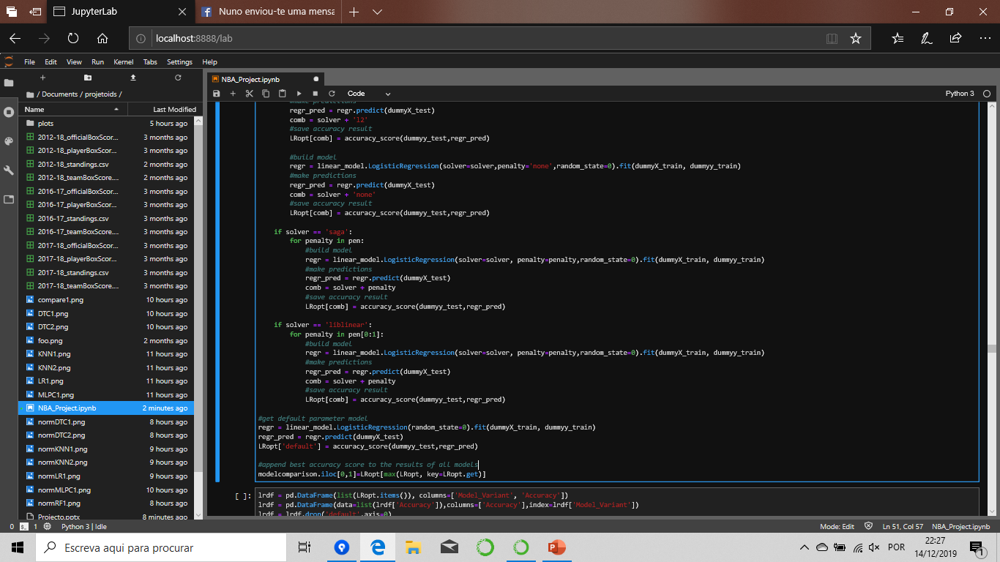 JupyterLab
Nuno enviou-te uma mensa
localhost:8888/lab
File Edit View Run Kernel Tabs Settings Help
NBA_Project.ipynb
/ Documents / projetoids /
Code
Python 3
Name Last Modified
plots 5 hours ago
2012-18_officialBoxScor... 3 months ago
2012-18_playerBoxScor... 3 months ago
2012-18_standings.csv 2 months ago
2012-18_teamBoxScore.... 2 months ago
2016-17_officialBoxScor... 3 months ago
2016-17_playerBoxScor... 3 months ago
2016-17_standings.csv 3 months ago
2016-17_teamBoxScore.... 3 months ago
2017-18_officialBoxScor... 3 months ago
2017-18_playerBoxScor... 3 months ago
2017-18_standings.csv 3 months ago
2017-18_teamBoxScore.... 3 months ago
compare1.png 10 hours ago
DTC1.png 10 hours ago
DTC2.png 10 hours ago
foo.png 2 months ago
KNN1.png 11 hours ago
KNN2.png 11 hours ago
LR1.png 11 hours ago
MLPC1.png 11 hours ago
NBA_Project.ipynb 2 minutes ago
normDTC1.png 8 hours ago
normDTC2.png 8 hours ago
normKNN1.png 9 hours ago
normKNN2.png 9 hours ago
normLR1.png 9 hours ago
normMLPC1.png 10 hours ago
normRF1.png 8 hours ago
Projecto.pptx 8 minutes ago
#make predictions
regr_pred = regr.predict(dummyX_test)
comb = solver + 'l2'
#save accuracy result
LRopt[comb] = accuracy_score(dummyy_test,regr_pred)
#build model
regr = linear_model.LogisticRegression(solver=solver,penalty='none',random_state=0).fit(dummyX_train, dummyy_train)
#make predictions
regr_pred = regr.predict(dummyX_test)
comb = solver + 'none'
#save accuracy result
LRopt[comb] = accuracy_score(dummyy_test,regr_pred)
if solver == 'saga':
for penalty in pen:
#build model
regr = linear_model.LogisticRegression(solver=solver, penalty=penalty,random_state=0).fit(dummyX_train, dummyy_train)
#make predictions
regr_pred = regr.predict(dummyX_test)
comb = solver + penalty
#save accuracy result
LRopt[comb] = accuracy_score(dummyy_test,regr_pred)
if solver == 'liblinear':
for penalty in pen[0:1]:
#build model
regr = linear_model.LogisticRegression(solver=solver, penalty=penalty,random_state=0).fit(dummyX_train, dummyy_train)
#make predictions
regr_pred = regr.predict(dummyX_test)
comb = solver + penalty
#save accuracy result
LRopt[comb] = accuracy_score(dummyy_test,regr_pred)
#get default parameter model
regr = linear_model.LogisticRegression(random_state=0).fit(dummyX_train, dummyy_train)
regr_pred = regr.predict(dummyX_test)
LRopt['default'] = accuracy_score(dummyy_test,regr_pred)
#append best accuracy score to the results of all models
modelcomparison.iloc[0,1]=LRopt[max(LRopt, key=LRopt.get)]
[ ]: lrdf = pd.DataFrame(list(LRopt.items()), columns=['Model_Variant', 'Accuracy'])
lrdf = pd.DataFrame(data=list(lrdf['Accuracy']),columns=['Accuracy'],index=lrdf['Model_Variant'])
lrdf = lrdf.drop('default',axis=0)
0 1 Python 3 | Idle
Mode: Edit Ln 51, Col 57 NBA_Project.ipynb
Escreva aqui para procurar
POR
22:27
14/12/2019
1